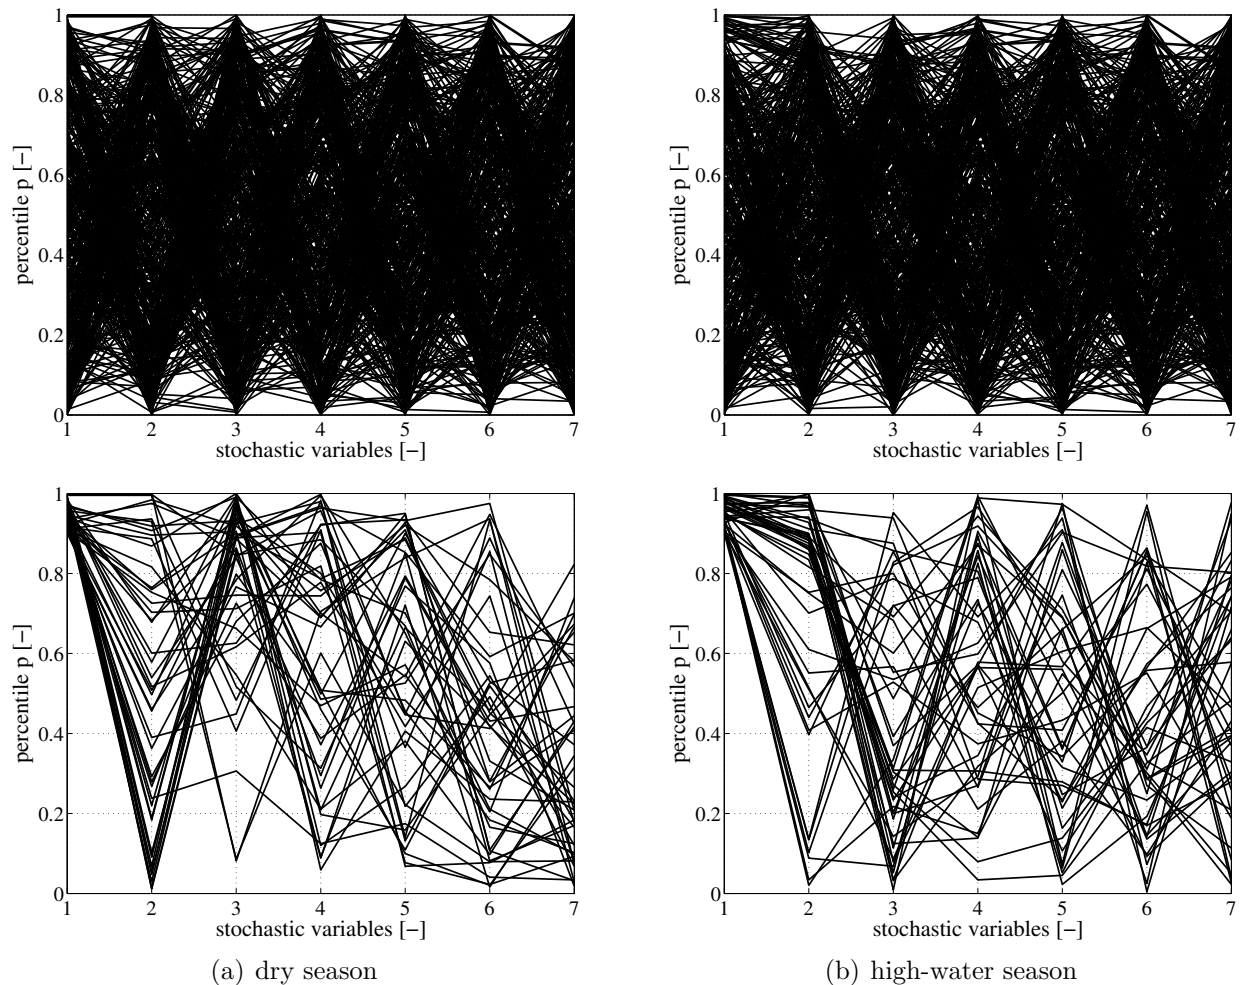 1
0.8
0.6
0.4
0.2
0
percentile p [−]
1 2 3 4 5 6 7
stochastic variables [−]
1
0.8
0.6
0.4
0.2
0
percentile p [−]
1 2 3 4 5 6 7
stochastic variables [−]
1
0.8
0.6
0.4
0.2
0
percentile p [−]
1 2 3 4 5 6 7
stochastic variables [−]
1
0.8
0.6
0.4
0.2
0
percentile p [−]
1 2 3 4 5 6 7
stochastic variables [−]
(a) dry season
(b) high-water season